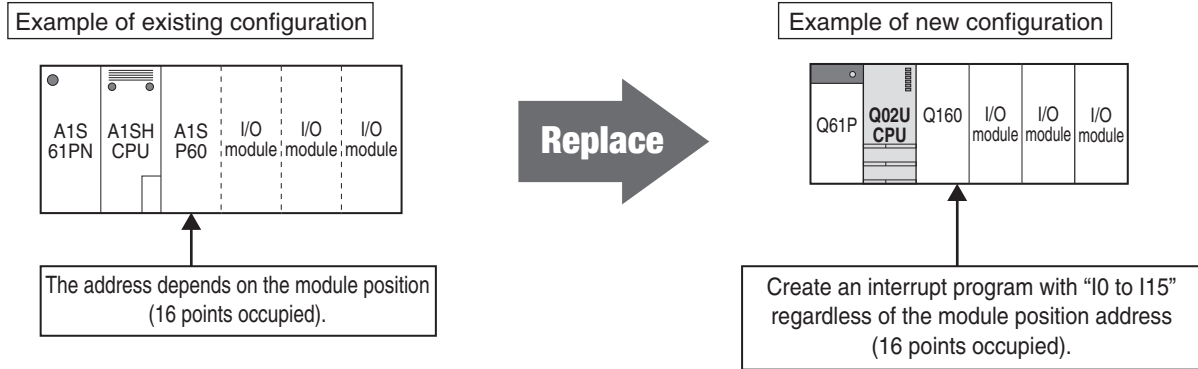 Example of existing configuration
A1S
61PN
A1SH
CPU
A1S
P60
I/O
module
I/O
module
I/O
module
The address depends on the module position
(16 points occupied).
Replace
Example of new configuration
Q61P
Q02U
CPU
Q160
I/O
module
I/O
module
I/O
module
Create an interrupt program with “I0 to I15”
regardless of the module position address
(16 points occupied).